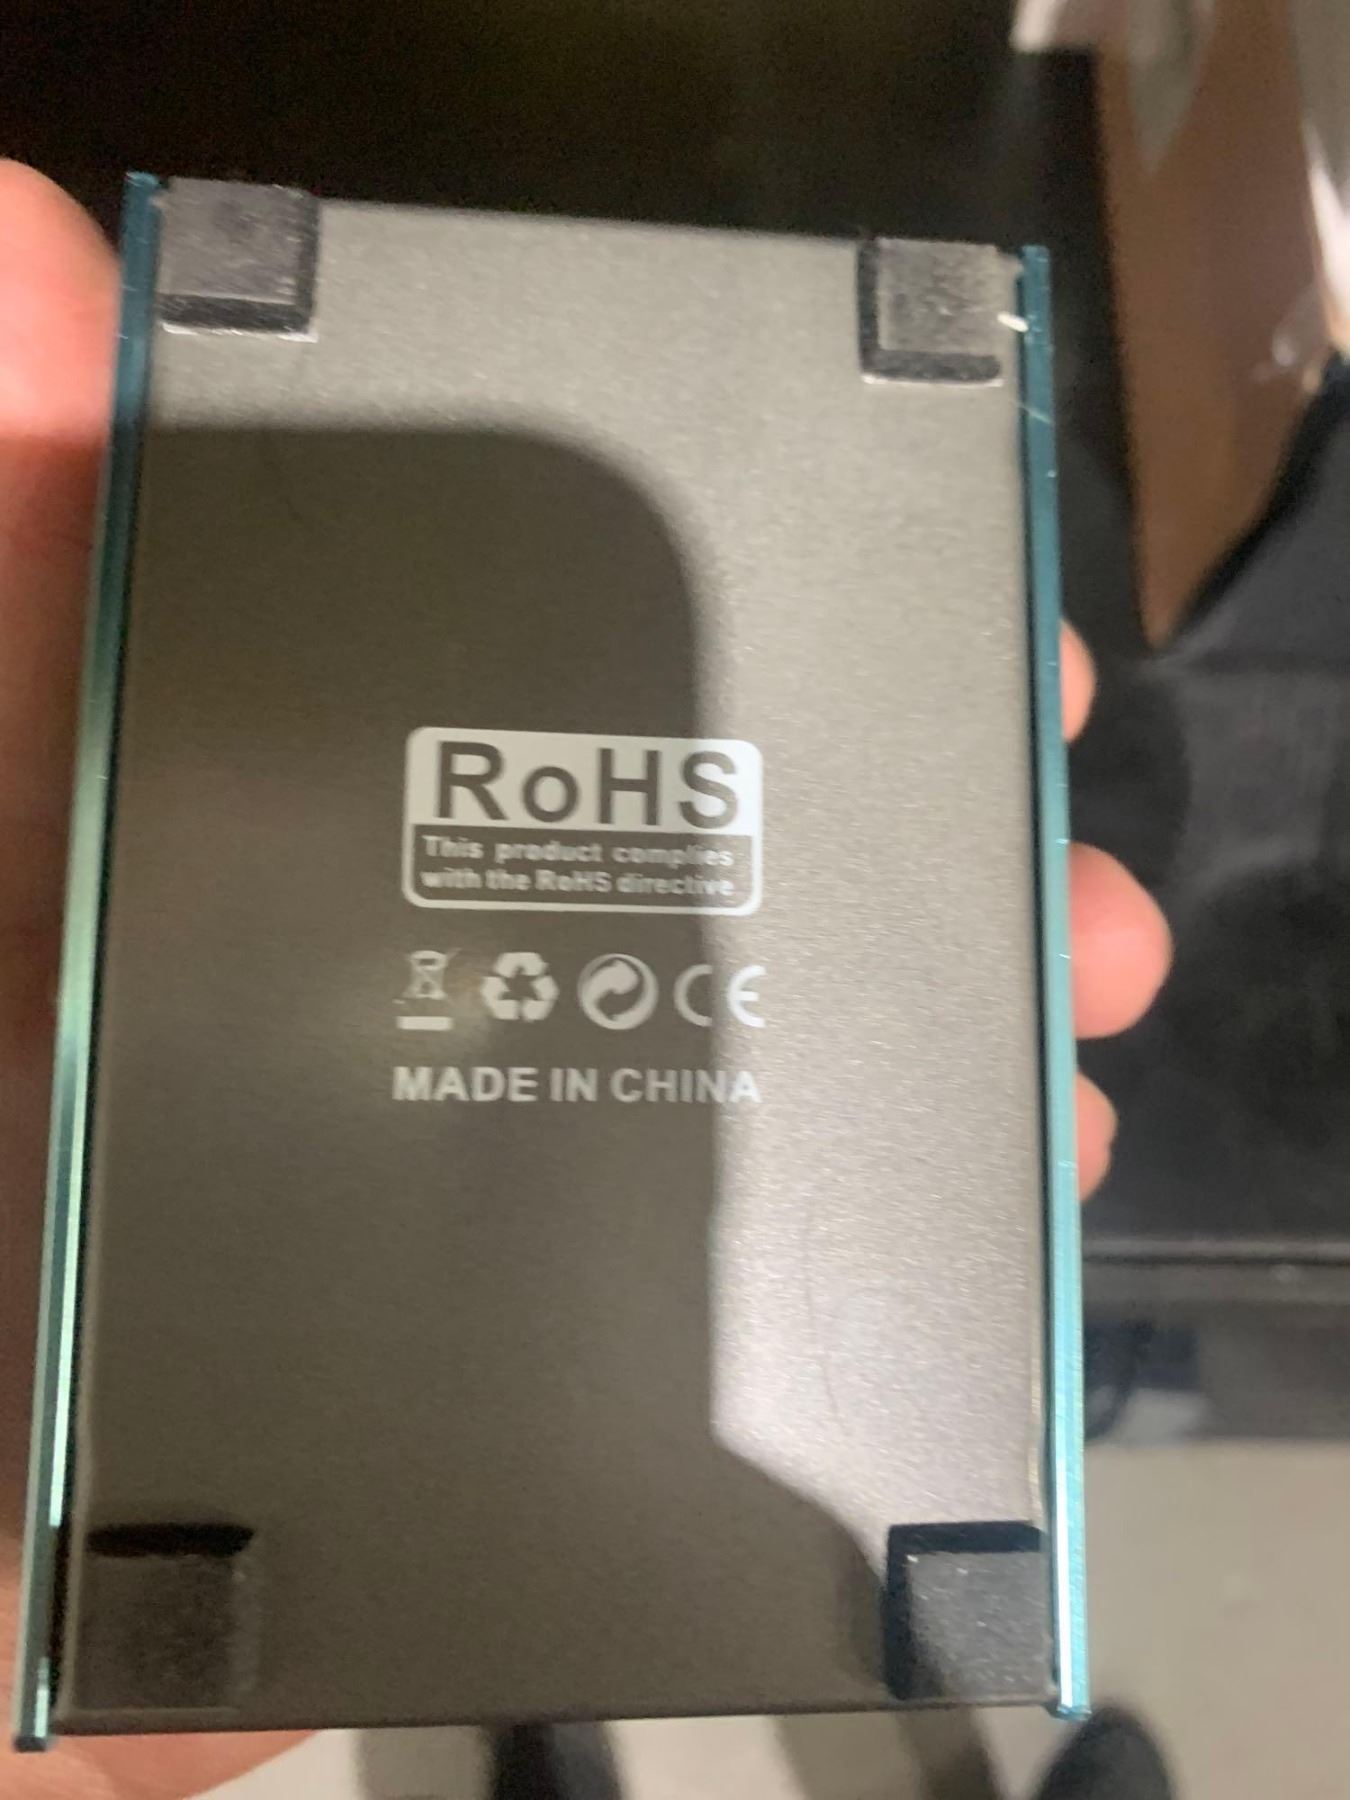 RoHS
This product complies
with the RoHS directive
CE
MADE IN CHINA